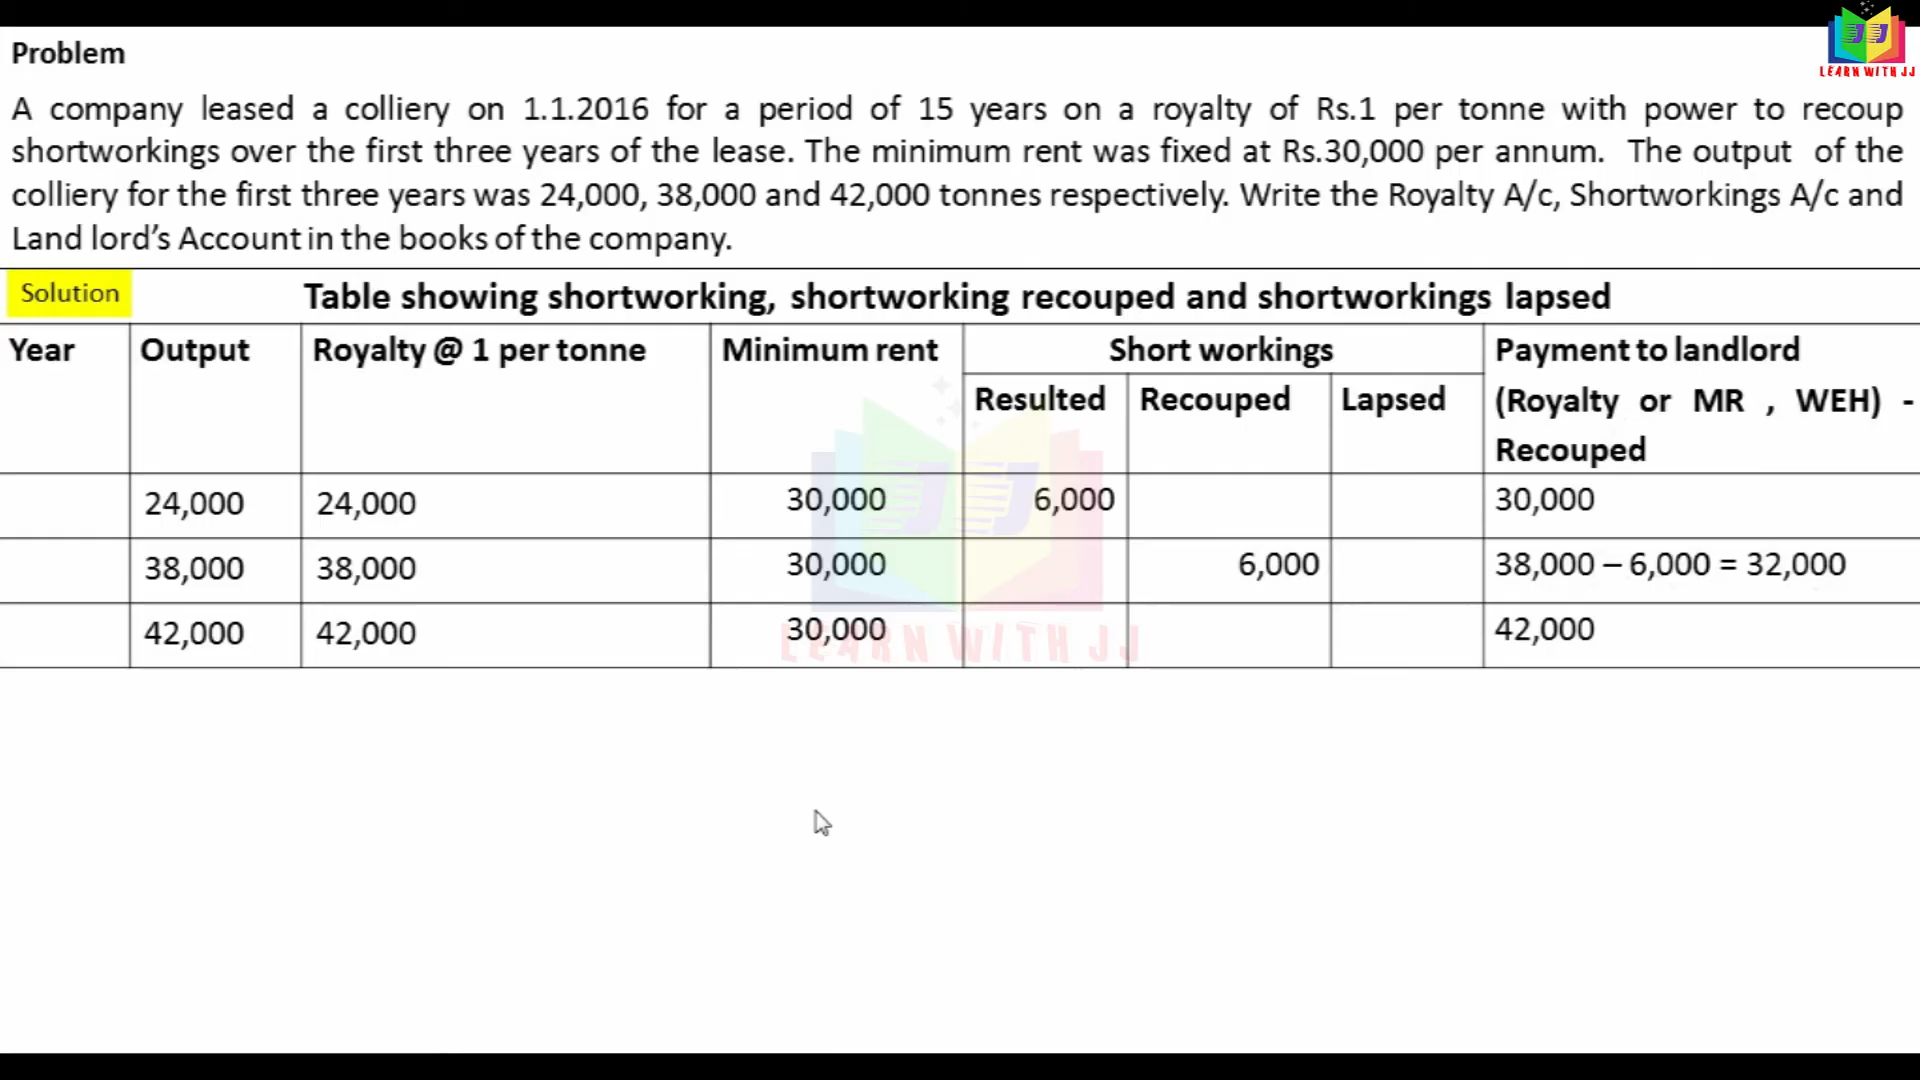 LEARN WITH JJ
Problem
A company leased a colliery on 1.1.2016 for a period of 15 years on a royalty of Rs.1 per tonne with power to recoup
shortworkings over the first three years of the lease. The minimum rent was fixed at Rs.30,000 per annum. The output of the
colliery for the first three years was 24,000, 38,000 and 42,000 tonnes respectively. Write the Royalty A/c, Shortworkings A/c and
Land lord’s Account in the books of the company.
Solution
Table showing shortworking, shortworking recouped and shortworkings lapsed
Year Output Royalty @ 1 per tonne Minimum rent Short workings Payment to landlord
Resulted Recouped Lapsed (Royalty or MR , WEH) -
Recouped
24,000 24,000 30,000 6,000 30,000
38,000 38,000 30,000 6,000 38,000 – 6,000 = 32,000
42,000 42,000 30,000 42,000
LEARN WITH JJ